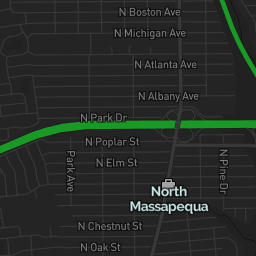 N Boston Ave
N Michigan Ave
N Atlanta Ave
N Albany Ave
N Park Dr
N Poplar St
Park Ave
N Elm St
N Pine Dr
North
Massapequa
N Chestnut St
N Oak St